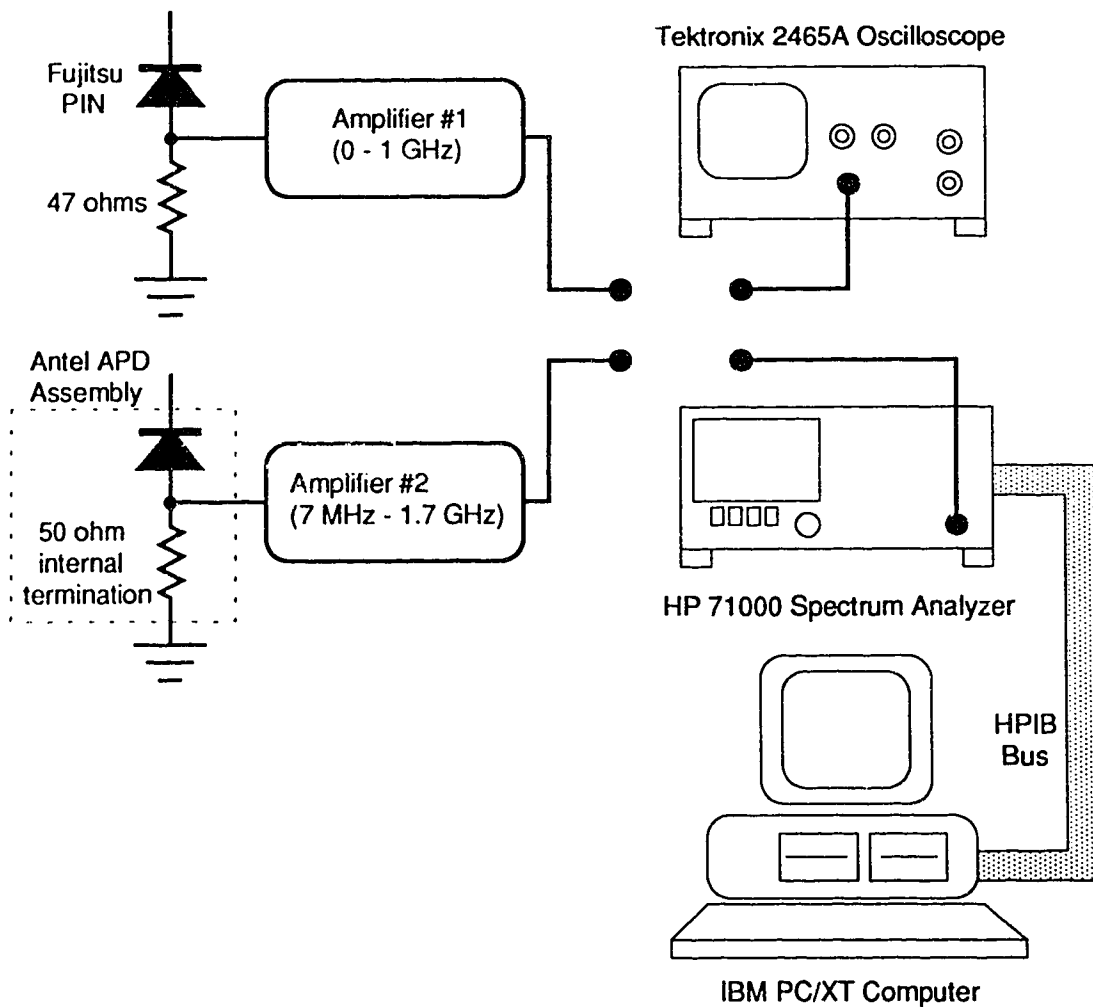 Tektronix 2465A Oscilloscope
Fujitsu
PIN
Amplifier #1
(0 - 1 GHz)
47 ohms
Antel APD
Assembly
Amplifier #2
(7 MHz - 1.7 GHz)
50 ohm
internal
termination
HP 71000 Spectrum Analyzer
HPIB
Bus
IBM PC/XT Computer